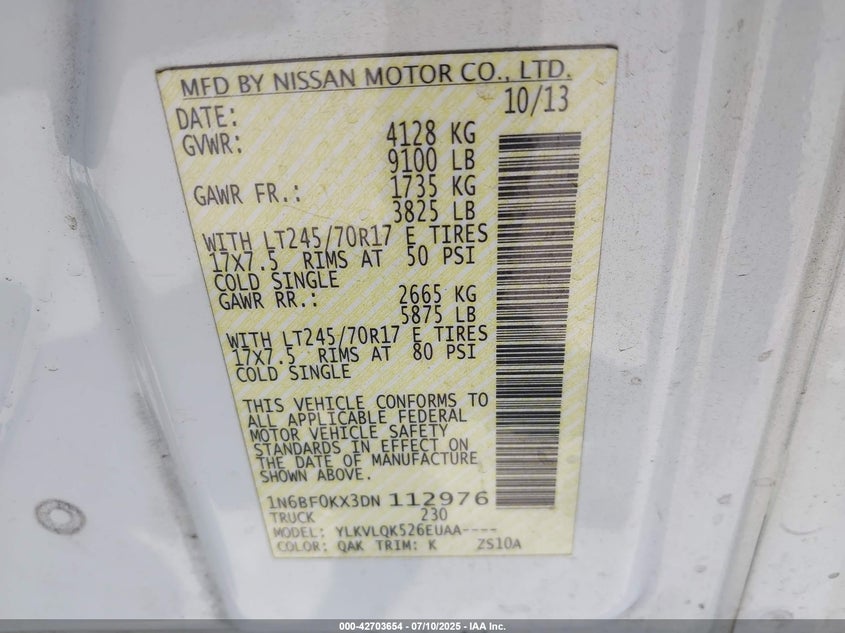 MFD BY NISSAN MOTOR CO., LTD.
DATE: 10/13
GVWR: 4128 KG
9100 LB
GAWR FR.: 1735 KG
3825 LB
WITH LT245/70R17 E TIRES
17X7.5 RIMS AT 50 PSI
COLD SINGLE
GAWR RR.: 2665 KG
5875 LB
WITH LT245/70R17 E TIRES
17X7.5 RIMS AT 80 PSI
COLD SINGLE
THIS VEHICLE CONFORMS TO
ALL APPLICABLE FEDERAL
MOTOR VEHICLE SAFETY
STANDARDS IN EFFECT ON
THE DATE OF MANUFACTURE
SHOWN ABOVE.
1N6BF0KX3DN 112976
TRUCK 230
MODEL: YLKVLQK526EUAA----
COLOR: QAK TRIM: K ZS10A
000-42703654 - 07/10/2025 - IAA Inc.